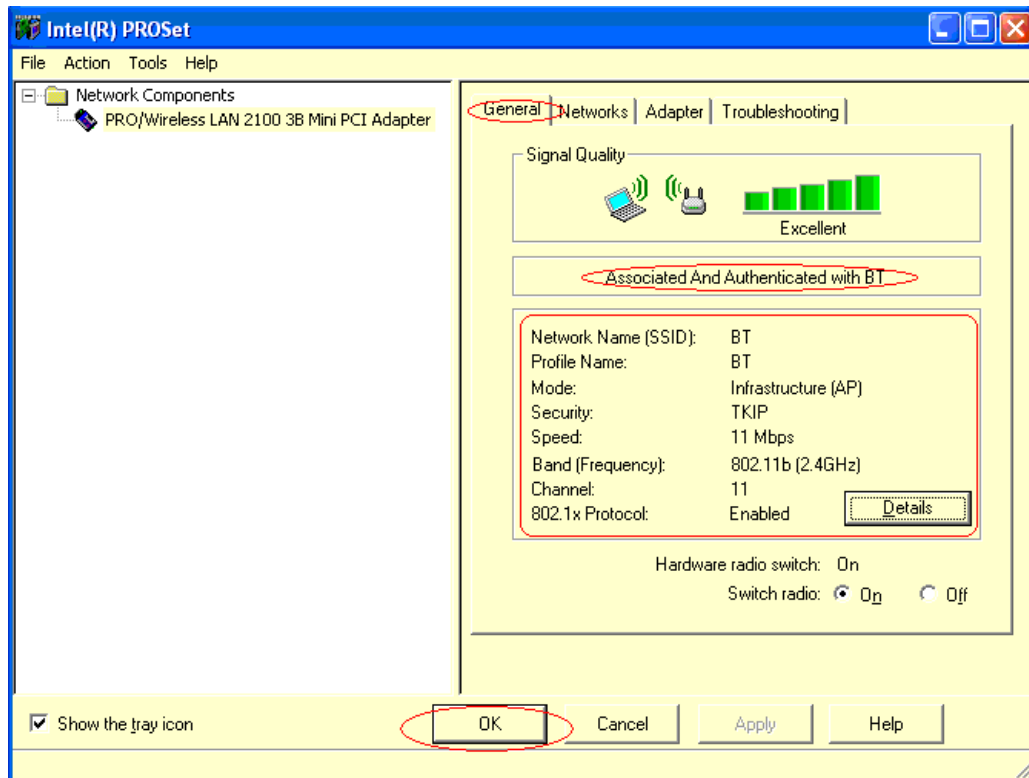 Intel(R) PROSet
File Action Tools Help
Network Components
PRO/Wireless LAN 2100 3B Mini PCI Adapter
General Networks Adapter Troubleshooting
Signal Quality
Excellent
Associated And Authenticated with BT
Network Name (SSID): BT
Profile Name: BT
Mode: Infrastructure (AP)
Security: TKIP
Speed: 11 Mbps
Band (Frequency): 802.11b (2.4GHz)
Channel: 11
802.1x Protocol: Enabled
Details
Hardware radio switch: On
Switch radio: On Off
Show the tray icon
OK Cancel Apply Help